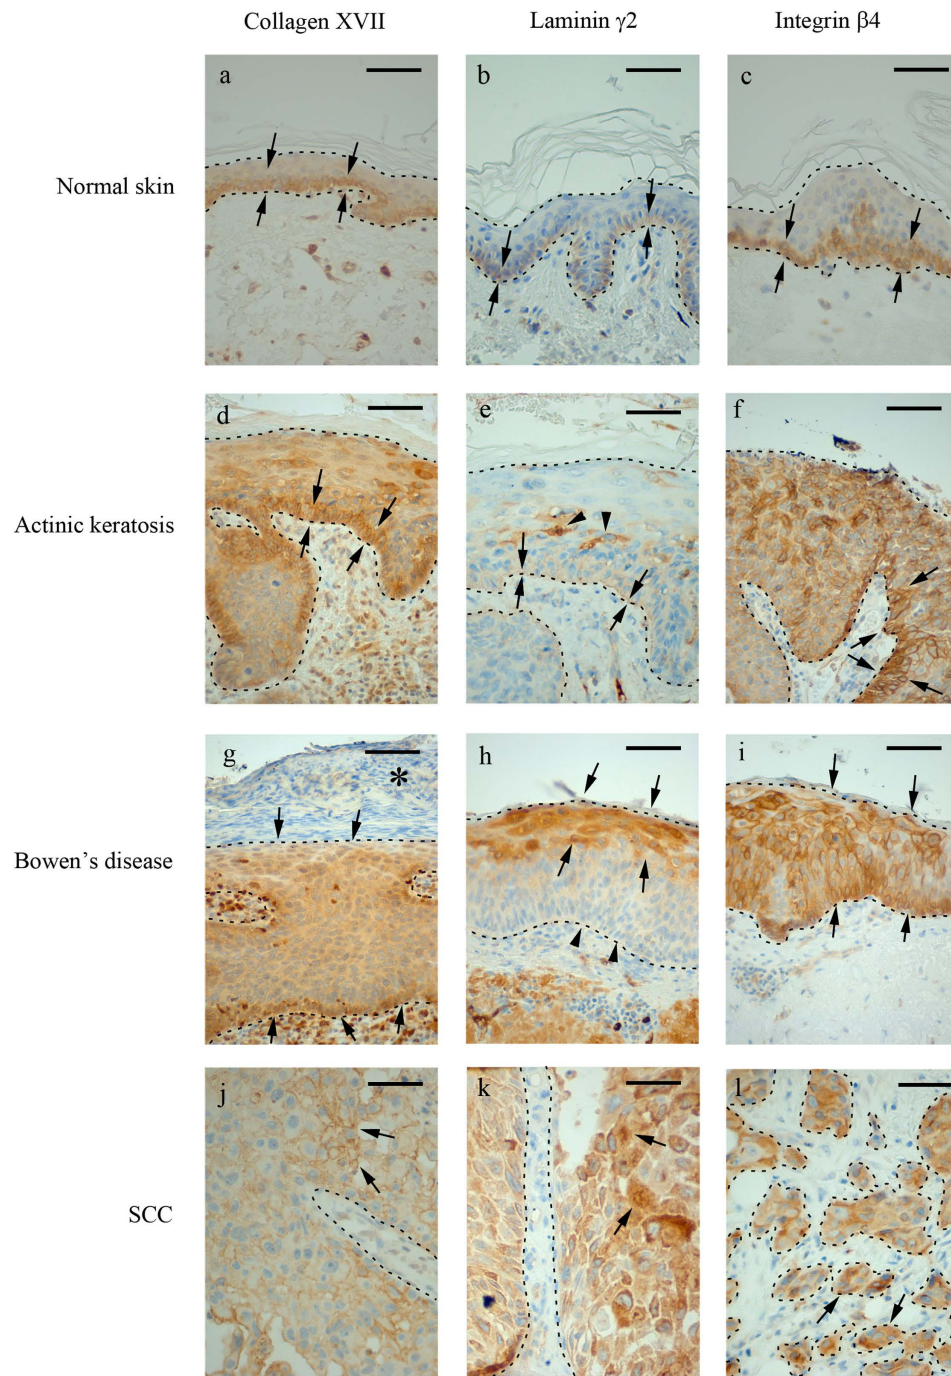 Collagen XVII Laminin γ2 Integrin β4
Normal skin a b c
Actinic keratosis d e f
Bowen's disease g * h i
SCC j k l